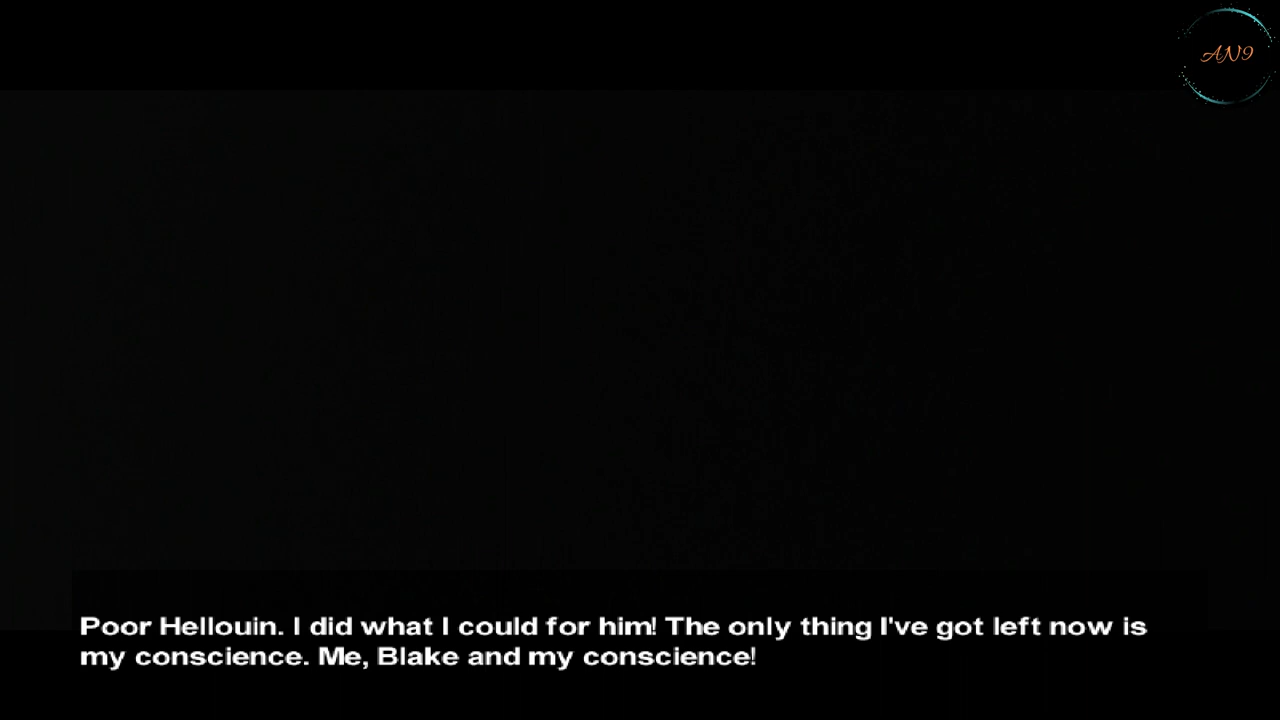 AN9
Poor Hellouin. I did what I could for him! The only thing I've got left now is
my conscience. Me, Blake and my conscience!